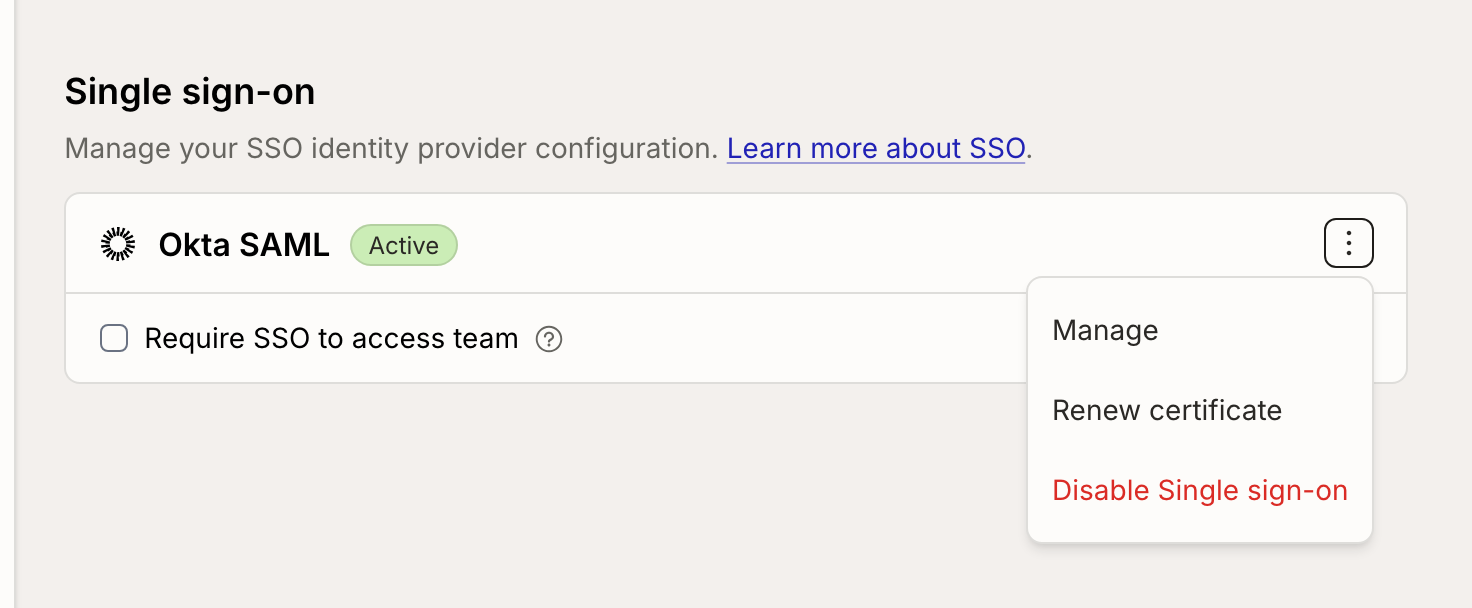 Single sign-on
Manage your SSO identity provider configuration. Learn more about SSO.
Okta SAML Active
Require SSO to access team
Manage
Renew certificate
Disable Single sign-on